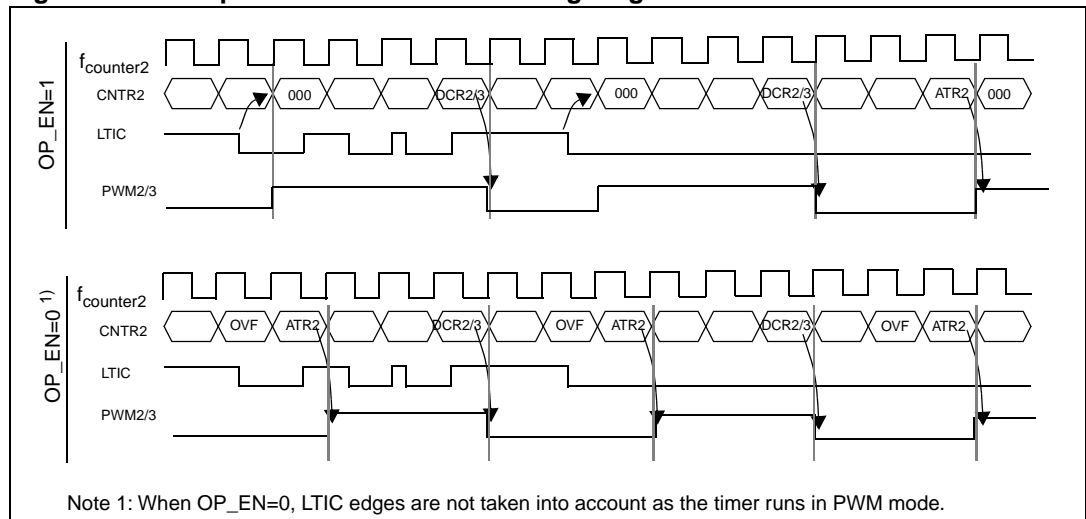 OP_EN=1
fcounter2
CNTR2 000 DCR2/3 000 DCR2/3 ATR2 000
LTIC
PWM2/3
OP_EN=0 1)
fcounter2
CNTR2 OVF ATR2 DCR2/3 OVF ATR2 DCR2/3 OVF ATR2
LTIC
PWM2/3
Note 1: When OP_EN=0, LTIC edges are not taken into account as the timer runs in PWM mode.